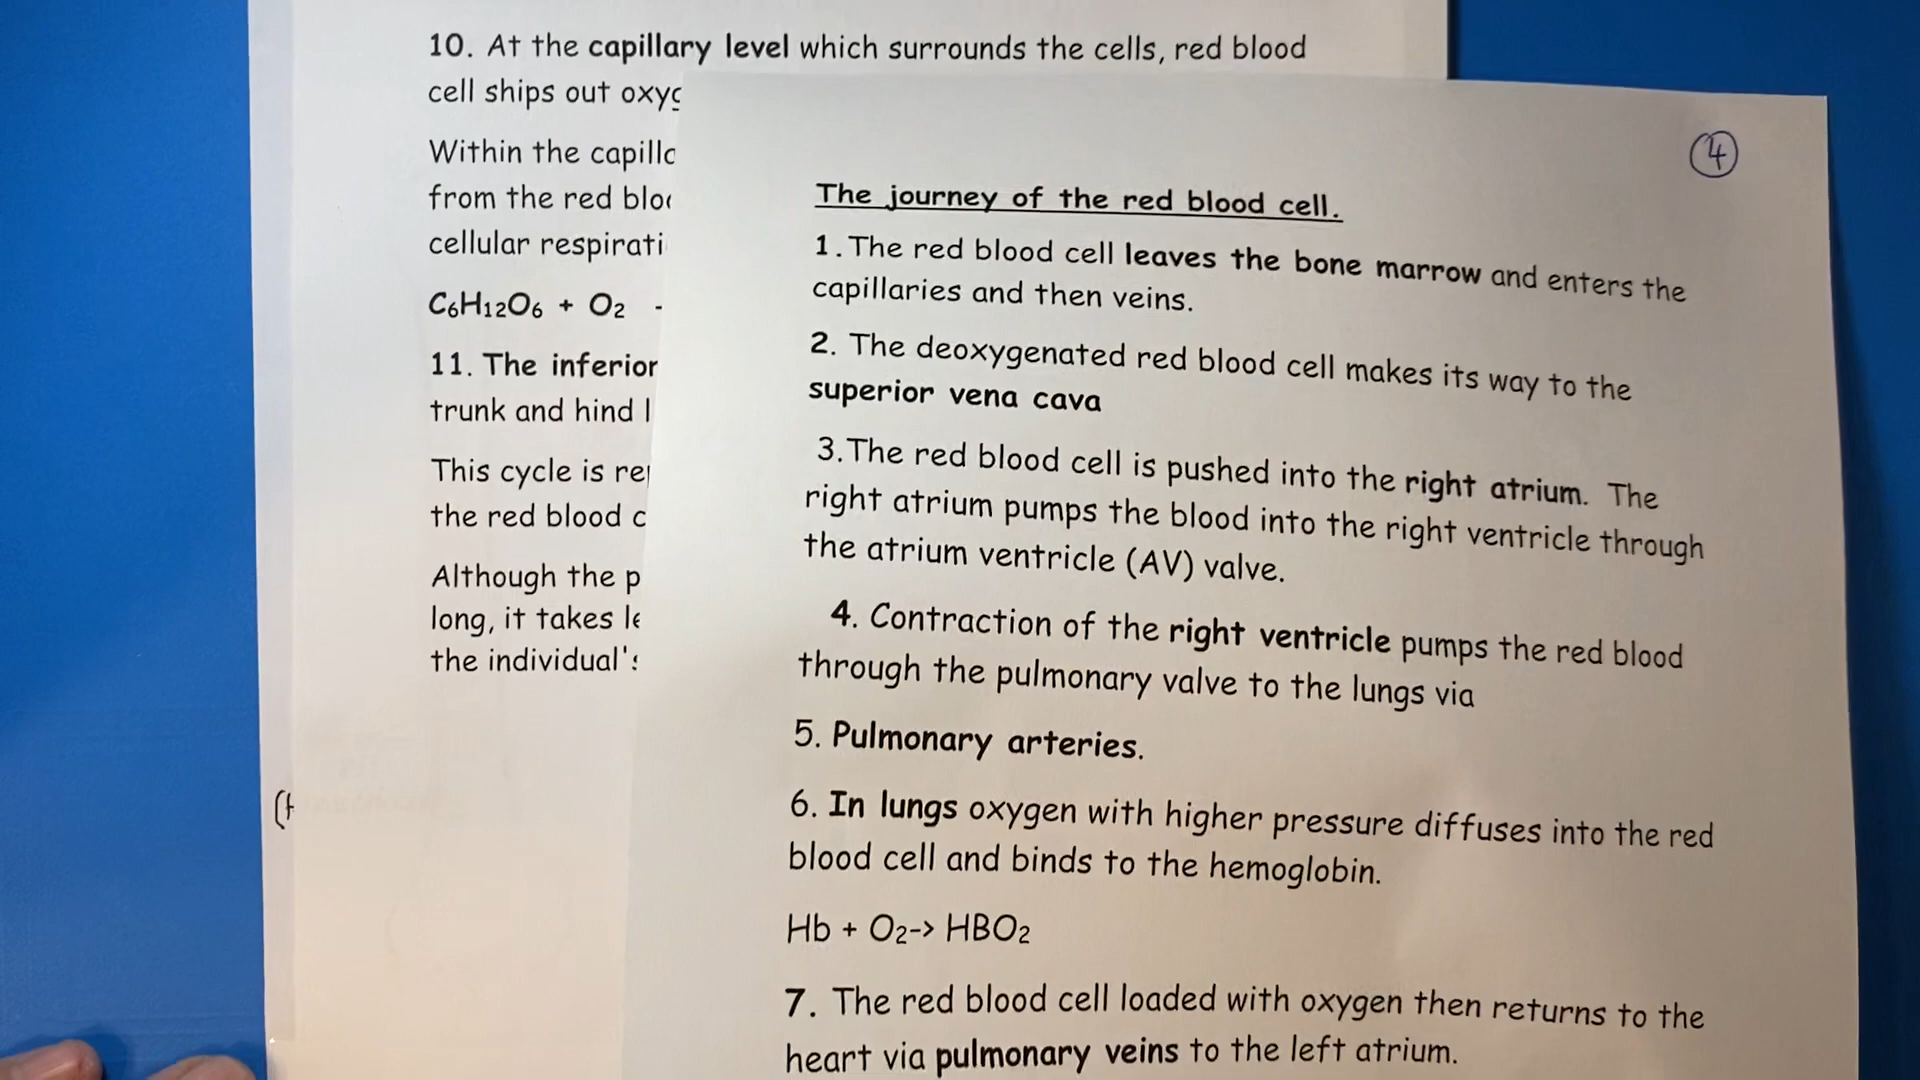 10. At the capillary level which surrounds the cells, red blood
cell ships out
Within the
from the red
cellular
C6H12O6 + O2 -
11. The inferior
trunk and hind
This cycle is
the red blood
Although the
long, it takes
the individual's
4
The journey of the red blood cell.
1. The red blood cell leaves the bone marrow and enters the
capillaries and then veins.
2. The deoxygenated red blood cell makes its way to the
superior vena cava
3.The red blood cell is pushed into the right atrium. The
right atrium pumps the blood into the right ventricle through
the atrium ventricle (AV) valve.
4. Contraction of the right ventricle pumps the red blood
through the pulmonary valve to the lungs via
5. Pulmonary arteries.
6. In lungs oxygen with higher pressure diffuses into the red
blood cell and binds to the hemoglobin.
Hb + O2-> HBO2
7. The red blood cell loaded with oxygen then returns to the
heart via pulmonary veins to the left atrium.